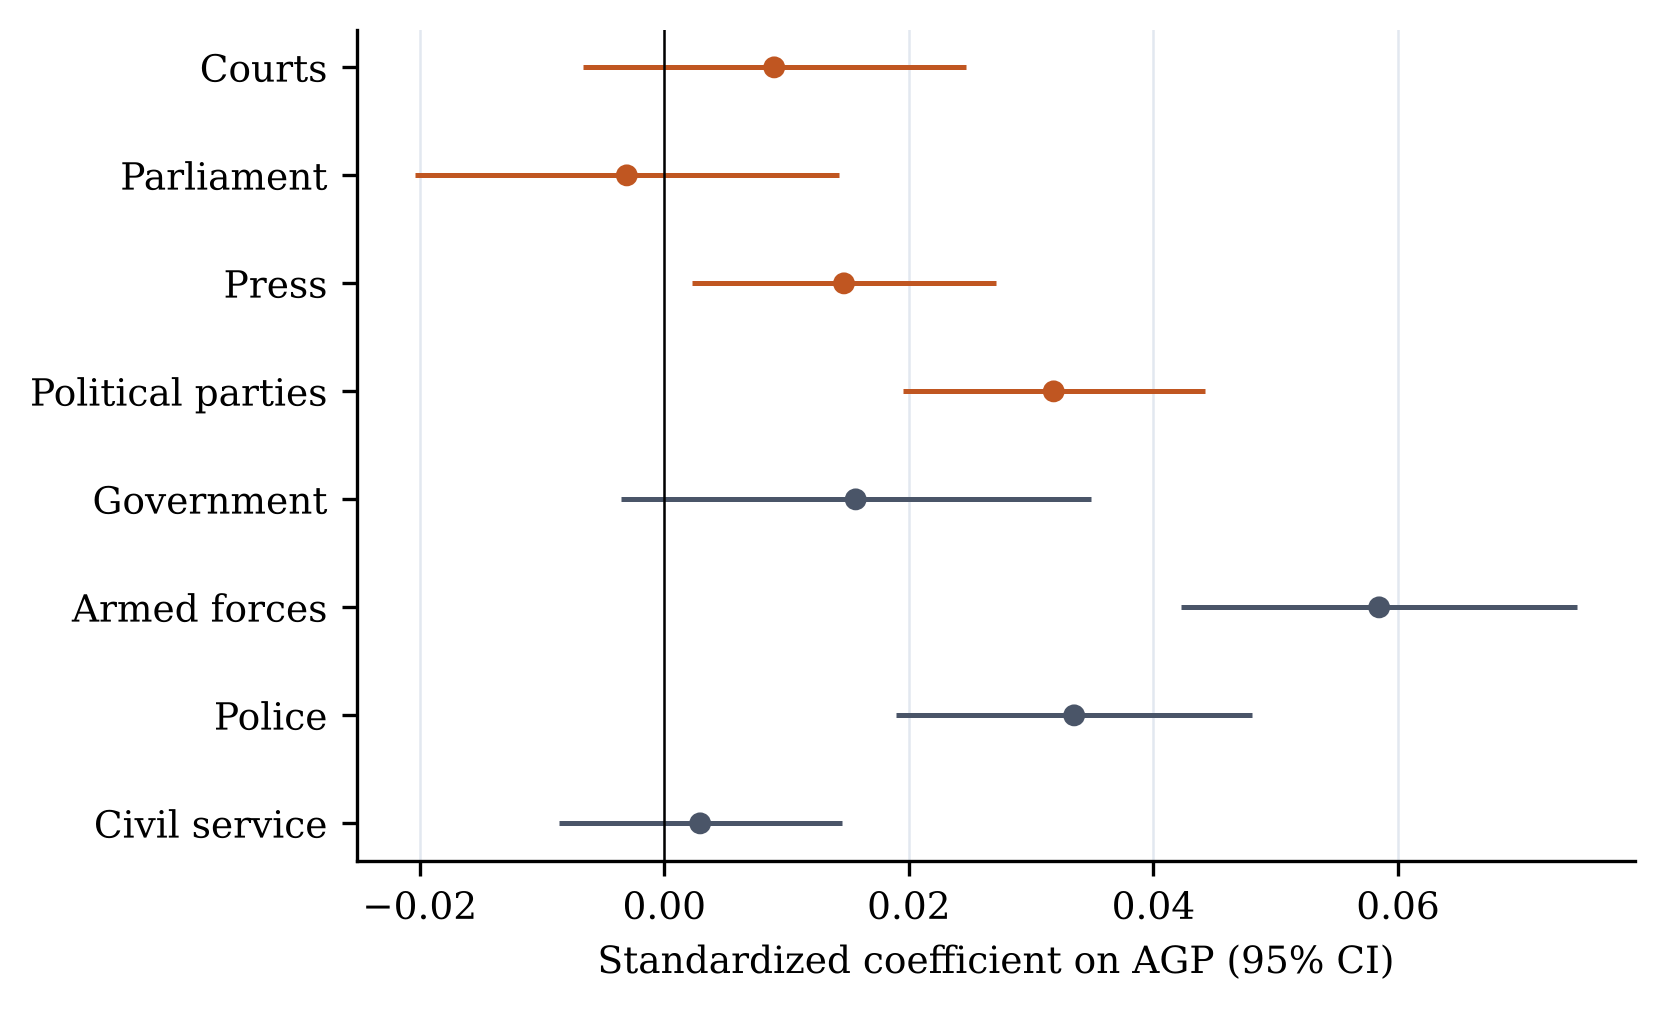 Courts
Parliament
Press
Political parties
Government
Armed forces
Police
Civil service
−0.02 0.00 0.02 0.04 0.06
Standardized coefficient on AGP (95% CI)